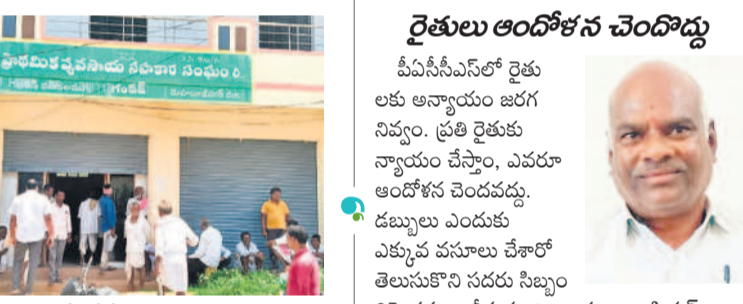 ప్రాథమిక వ్యవసాయ సహకార సంఘం లి.
రైతులు ఆందోళన చెందొద్దు
పీఏసీసీఎస్‌లో రైతు
లకు అన్యాయం జరగ
నివ్వం. ప్రతి రైతుకు
న్యాయం చేస్తాం, ఎవరూ
ఆందోళన చెందవద్దు.
డబ్బులు ఎందుకు
ఎక్కువ వసూలు చేశారో
తెలుసుకొని సదరు సిబ్బం